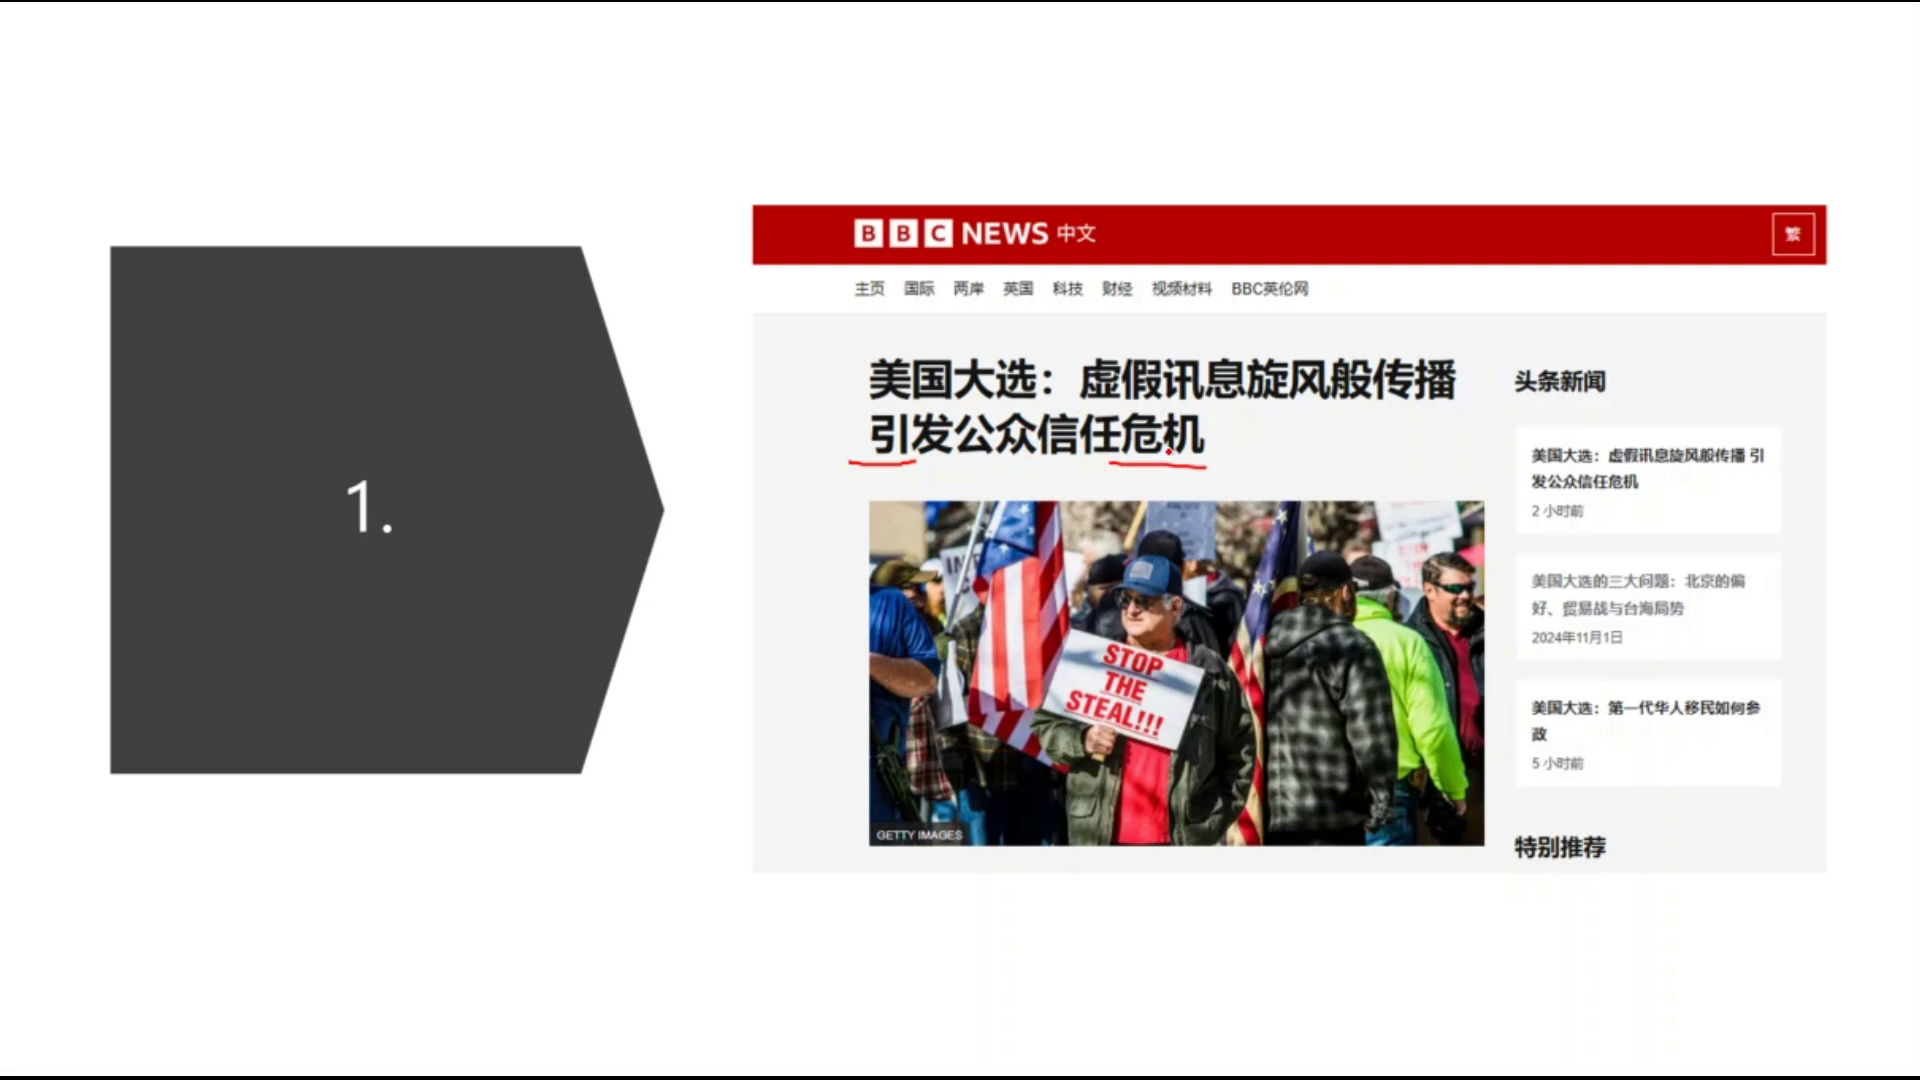 1.
BBC NEWS 中文
繁
主页 国际 两岸 英国 科技 财经 视频材料 BBC英伦网
美国大选：虚假讯息旋风般传播
引发公众信任危机
STOP
THE
STEAL!!!
GETTY IMAGES
头条新闻
美国大选：虚假讯息旋风般传播 引
发公众信任危机
2 小时前
美国大选的三大问题：北京的偏
好、贸易战与台海局势
2024年11月1日
美国大选：第一代华人移民如何参
政
5 小时前
特别推荐